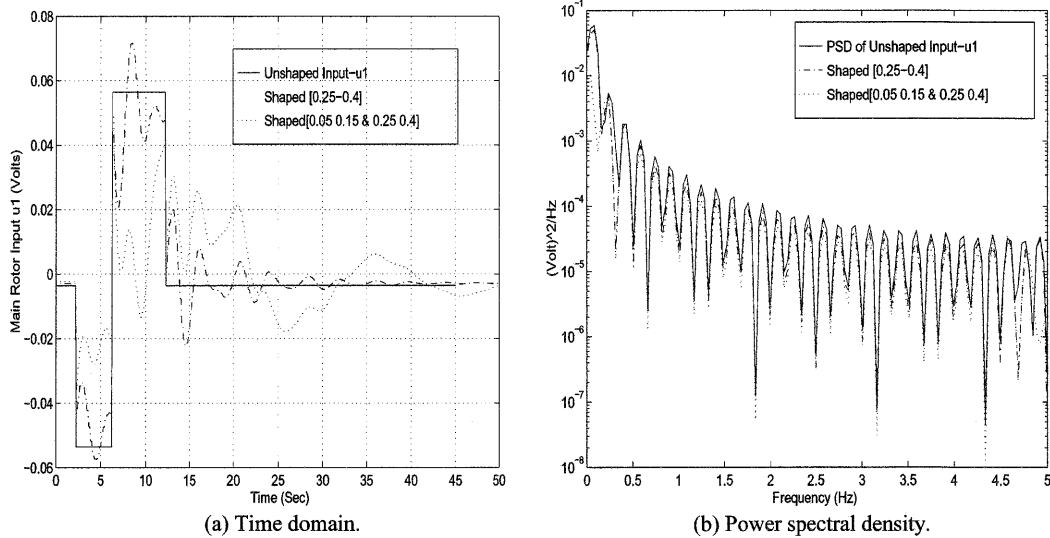 0.08
0.06
0.04
0.02
0
−0.02
−0.04
−0.06
Main Rotor Input u1 (Volts)
Unshaped Input−u1
Shaped [0.25−0.4]
Shaped[0.05 0.15 & 0.25 0.4]
0 5 10 15 20 25 30 35 40 45 50
Time (Sec)
(a) Time domain.
10^-1
10^-2
10^-3
10^-4
10^-5
10^-6
10^-7
10^-8
(Volt)^2/Hz
PSD of Unshaped Input−u1
Shaped [0.25−0.4]
Shaped[0.05 0.15 & 0.25 0.4]
0 0.5 1 1.5 2 2.5 3 3.5 4 4.5 5
Frequency (Hz)
(b) Power spectral density.